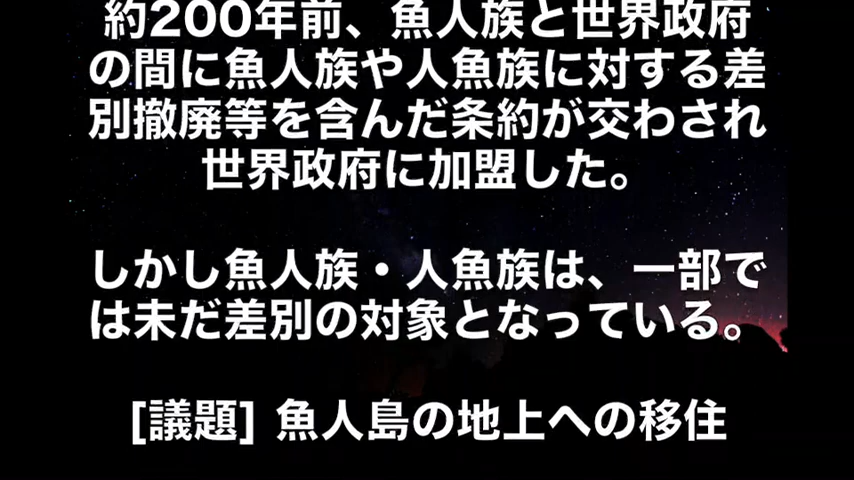 約200年前、魚人族と世界政府
の間に魚人族や人魚族に対する差
別撤廃等を含んだ条約が交わされ
世界政府に加盟した。
しかし魚人族・人魚族は、一部で
は未だ差別の対象となっている。
[議題] 魚人島の地上への移住